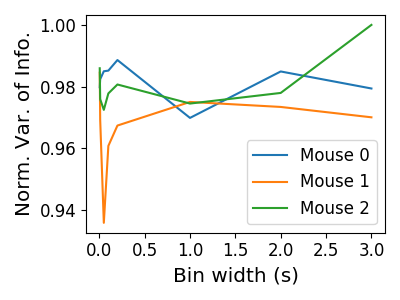 1.00
0.98
0.96
0.94
Norm. Var. of Info.
Mouse 0
Mouse 1
Mouse 2
0.0 0.5 1.0 1.5 2.0 2.5 3.0
Bin width (s)